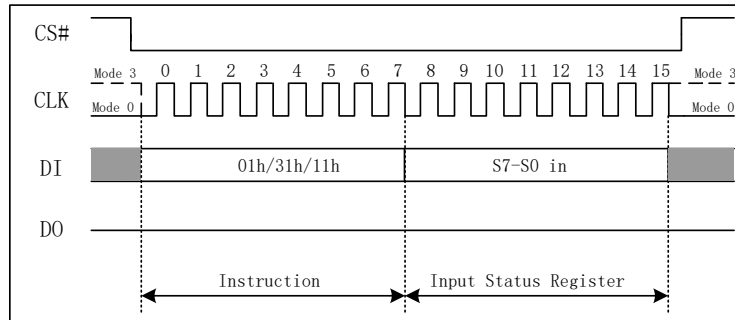 CS#
Mode 3 0 1 2 3 4 5 6 7 8 9 10 11 12 13 14 15 Mode 3
CLK
Mode 0 Mode 0
DI 01h/31h/11h S7-S0 in
DO
Instruction Input Status Register